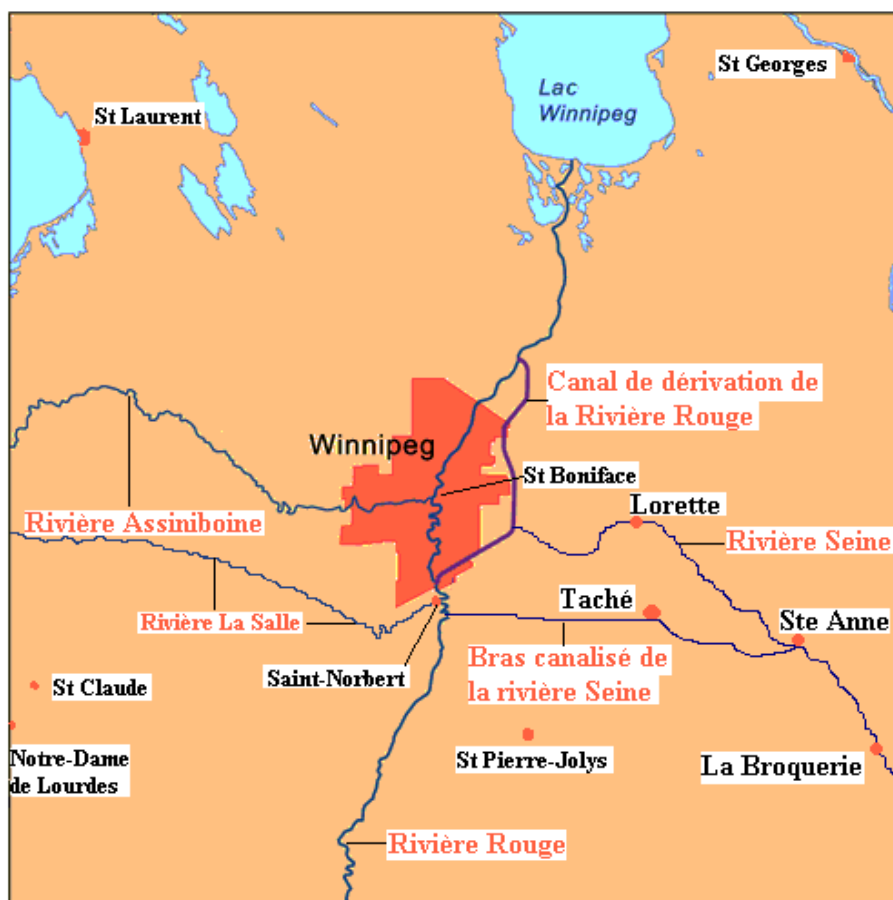 St Georges
Lac
Winnipeg
St Laurent
Canal de dérivation de
la Rivière Rouge
Winnipeg
St Boniface
Lorette
Rivière Assiniboine
Rivière Seine
Taché
Rivière La Salle
Ste Anne
Bras canalisé de
la rivière Seine
Saint-Norbert
St Claude
Notre-Dame
de Lourdes
St Pierre-Jolys
La Broquerie
Rivière Rouge